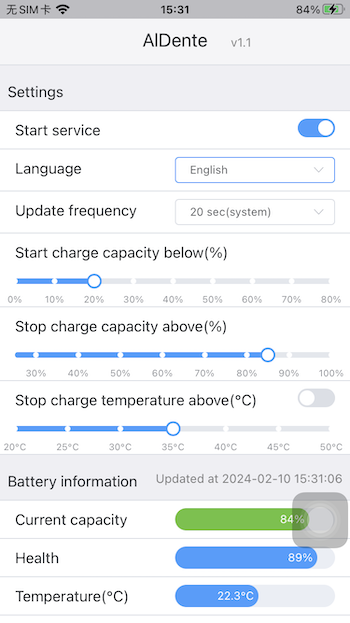 无SIM卡 15:31 84%
AlDente v1.1
Settings
Start service
Language English
Update frequency 20 sec(system)
Start charge capacity below(%)
0% 10% 20% 30% 40% 50% 60% 70% 80%
Stop charge capacity above(%)
30% 40% 50% 60% 70% 80% 90% 100%
Stop charge temperature above(°C)
20°C 25°C 30°C 35°C 40°C 45°C 50°C
Battery information Updated at 2024-02-10 15:31:06
Current capacity 84%
Health 89%
Temperature(°C) 22.3°C